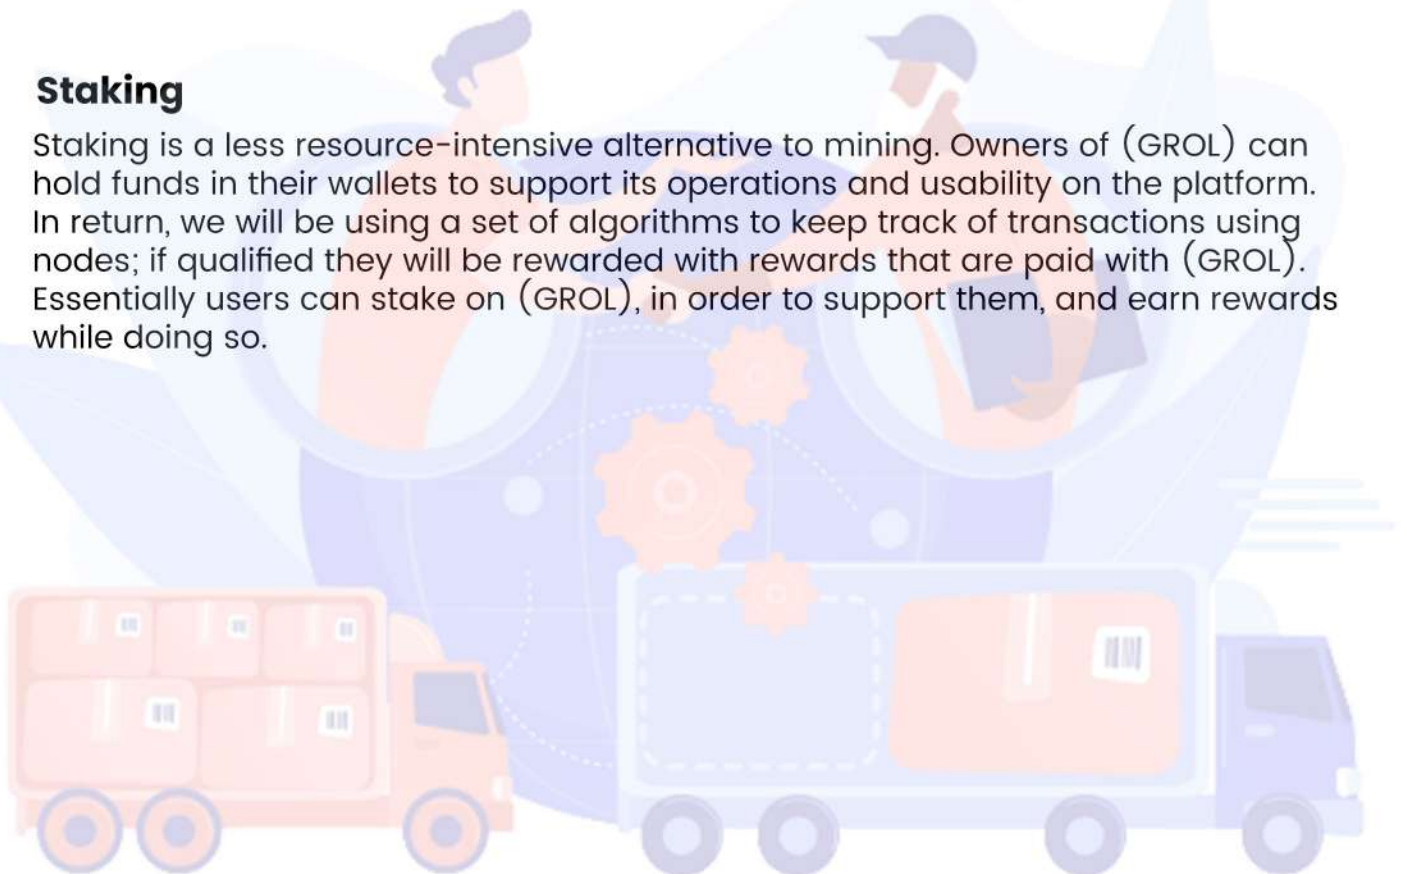 Staking
Staking is a less resource-intensive alternative to mining. Owners of (GROL) can
hold funds in their wallets to support its operations and usability on the platform.
In return, we will be using a set of algorithms to keep track of transactions using
nodes; if qualified they will be rewarded with rewards that are paid with (GROL).
Essentially users can stake on (GROL), in order to support them, and earn rewards
while doing so.